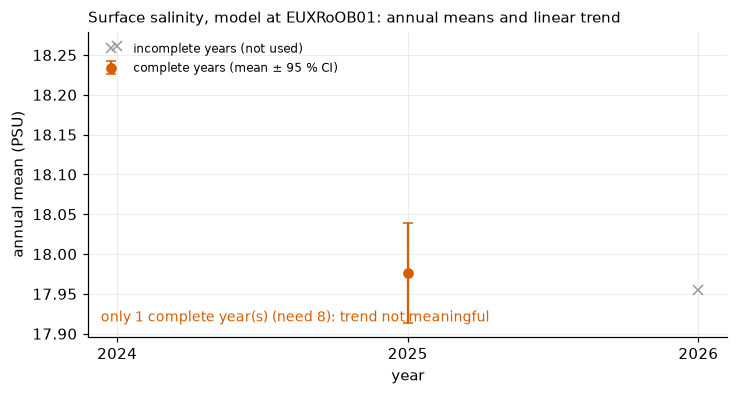 Surface salinity, model at EUXRoOB01: annual means and linear trend
incomplete years (not used)
complete years (mean ± 95 % CI)
annual mean (PSU)
18.25
18.20
18.15
18.10
18.05
18.00
17.95
17.90
only 1 complete year(s) (need 8): trend not meaningful
2024
2025
2026
year